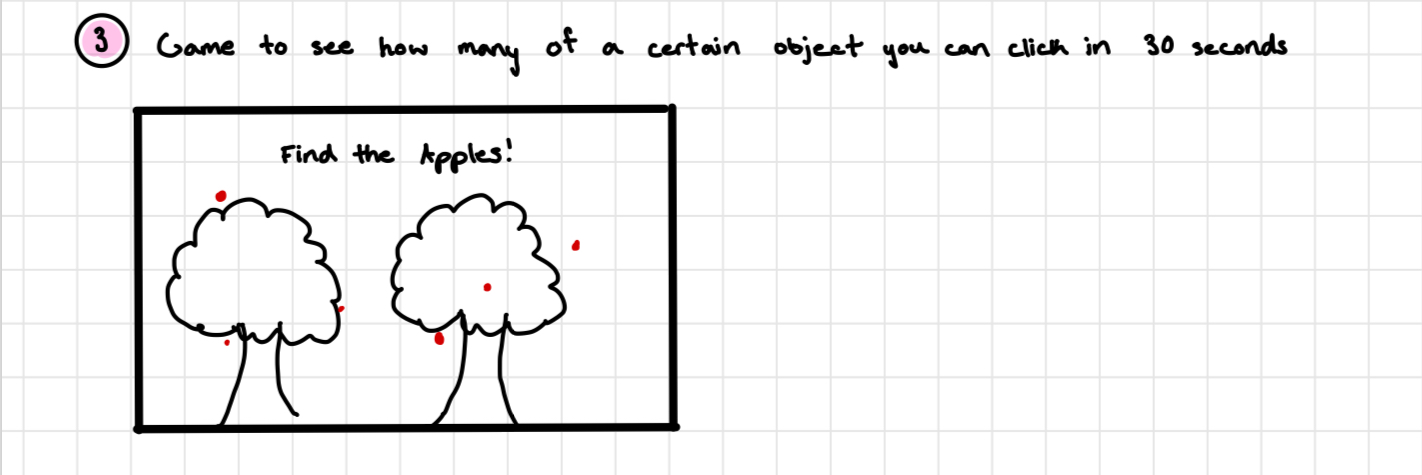 3 Game to see how many of a certain object you can click in 30 seconds
Find the Apples!